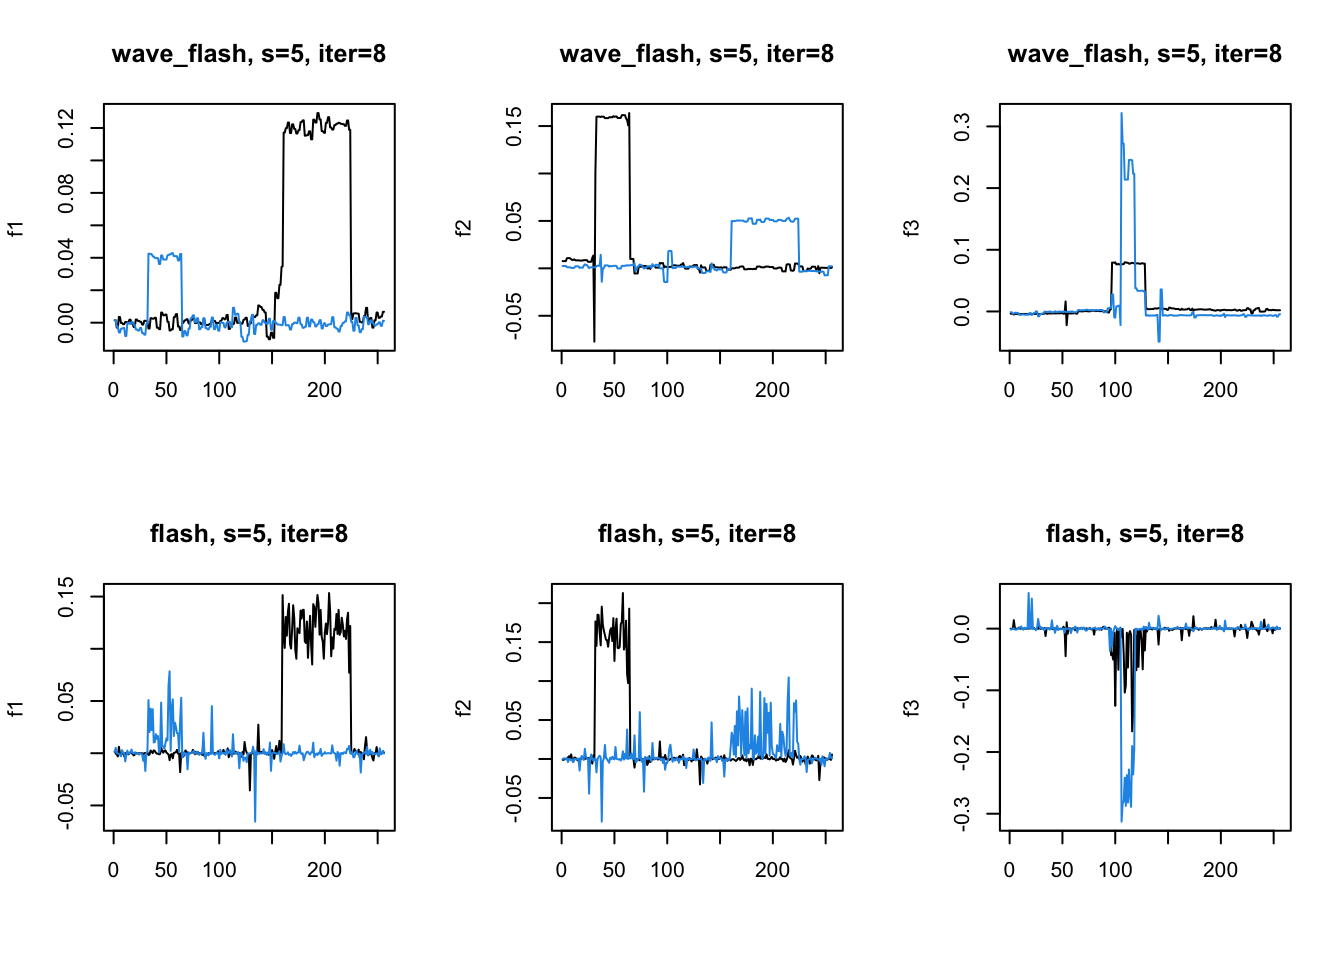 wave_flash, s=5, iter=8
f1
0.00 0.04 0.08 0.12
0 50 100 200
wave_flash, s=5, iter=8
f2
-0.05 0.05 0.15
0 50 100 200
wave_flash, s=5, iter=8
f3
0.0 0.1 0.2 0.3
0 50 100 200
flash, s=5, iter=8
f1
-0.05 0.05 0.15
0 50 100 200
flash, s=5, iter=8
f2
-0.05 0.05 0.15
0 50 100 200
flash, s=5, iter=8
f3
-0.3 -0.2 -0.1 0.0
0 50 100 200